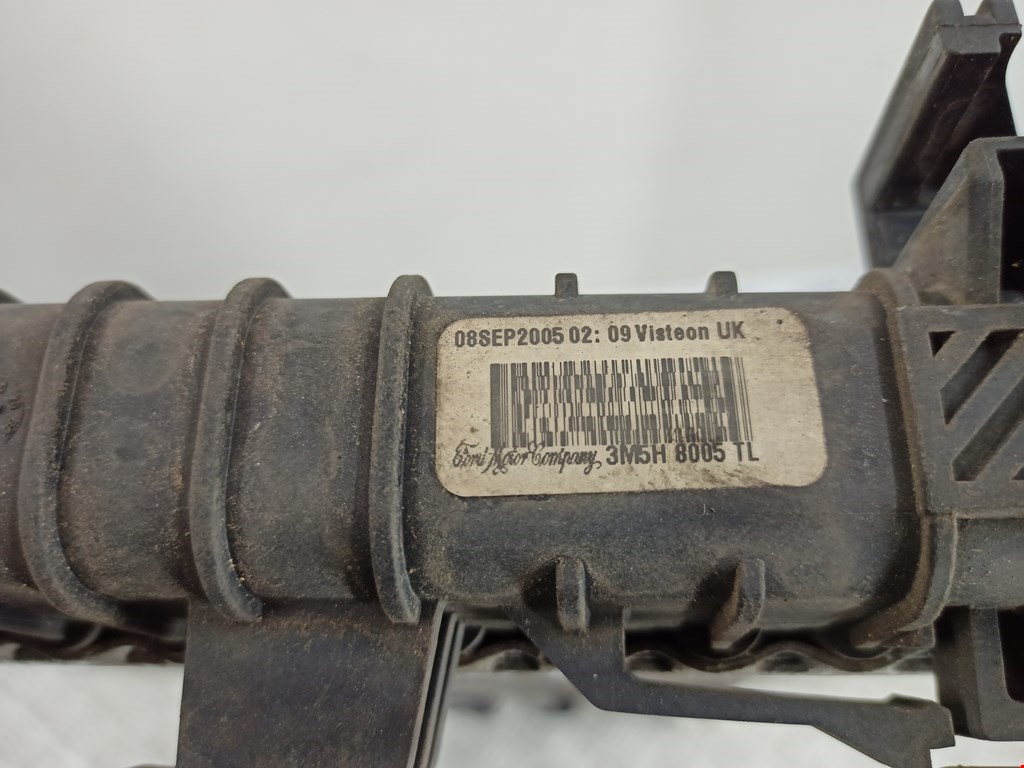 08SEP2005 02: 09 Visteon UK
Ford Motor Company 3M5H 8005 TL